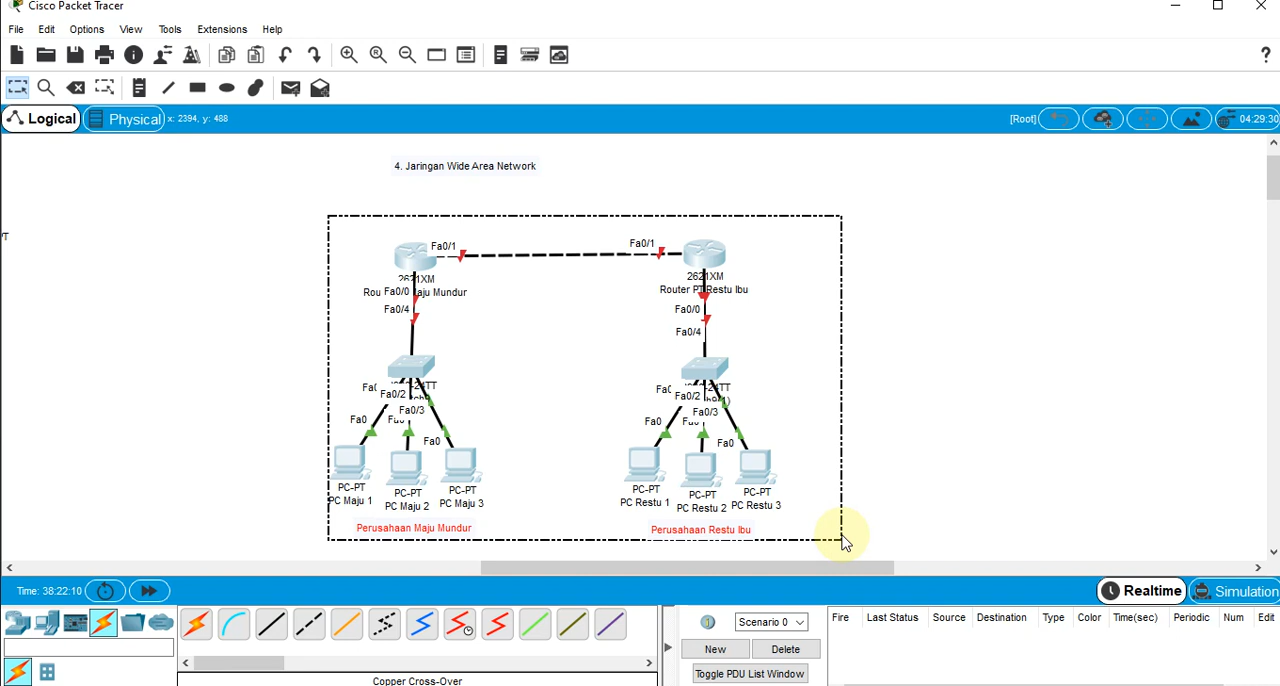 Cisco Packet Tracer
File Edit Options View Tools Extensions Help
?
Logical Physical x: 2394, y: 488 [Root] 04:29:30
4. Jaringan Wide Area Network
Fa0/1 Fa0/1
2621XM
Router PT Restu Ibu
Maju Mundur
Fa0/0 Fa0/0
Fa0/4 Fa0/4
Fa0/2 Fa0/2
Fa0/3 Fa0/3
Fa0 Fa0
Fa0 Fa0
PC-PT PC-PT PC-PT PC-PT PC-PT PC-PT
PC Maju 1 PC Maju 2 PC Maju 3 PC Restu 1 PC Restu 2 PC Restu 3
Perusahaan Maju Mundur Perusahaan Restu Ibu
Time: 38:22:10 Realtime Simulation
Scenario 0 Fire Last Status Source Destination Type Color Time(sec) Periodic Num Edit
New Delete
Toggle PDU List Window
Copper Cross-Over